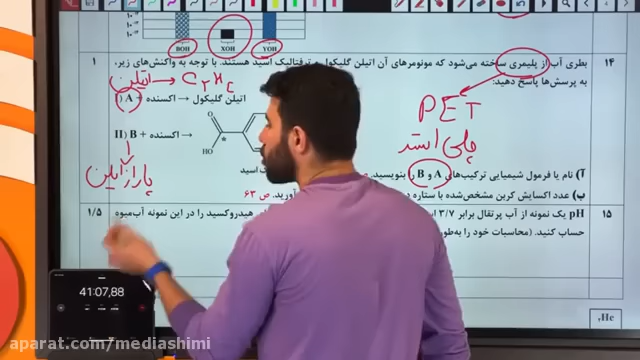 BOH XOH YOH
۱۴ بطری آب از پلیمری ساخته می‌شود که مونومرهای آن اتیلن گلیکول و ترفتالیک اسید هستند. با توجه به واکنش‌های زیر، ۱
به پرسش‌ها پاسخ دهید:
اتیلن → C₂H₄
PET
I) A + اکسنده → اتیلن گلیکول
پلی استر
II) B + اکسنده →
HO
پارازایلن
آ) نام یا فرمول شیمیایی ترکیب‌های A و B را بنویسید.
ب) عدد اکسایش کربن مشخص‌شده با ستاره آورید. ص ۶۳
۱۵ pH یک نمونه از آب پرتقال برابر ۳/۷ هیدروکسید را در این نمونه آب‌میوه ۱/۵
حساب کنید. (محاسبات خود را به‌طور
41:07,88
He,
aparat.com/mediashimi